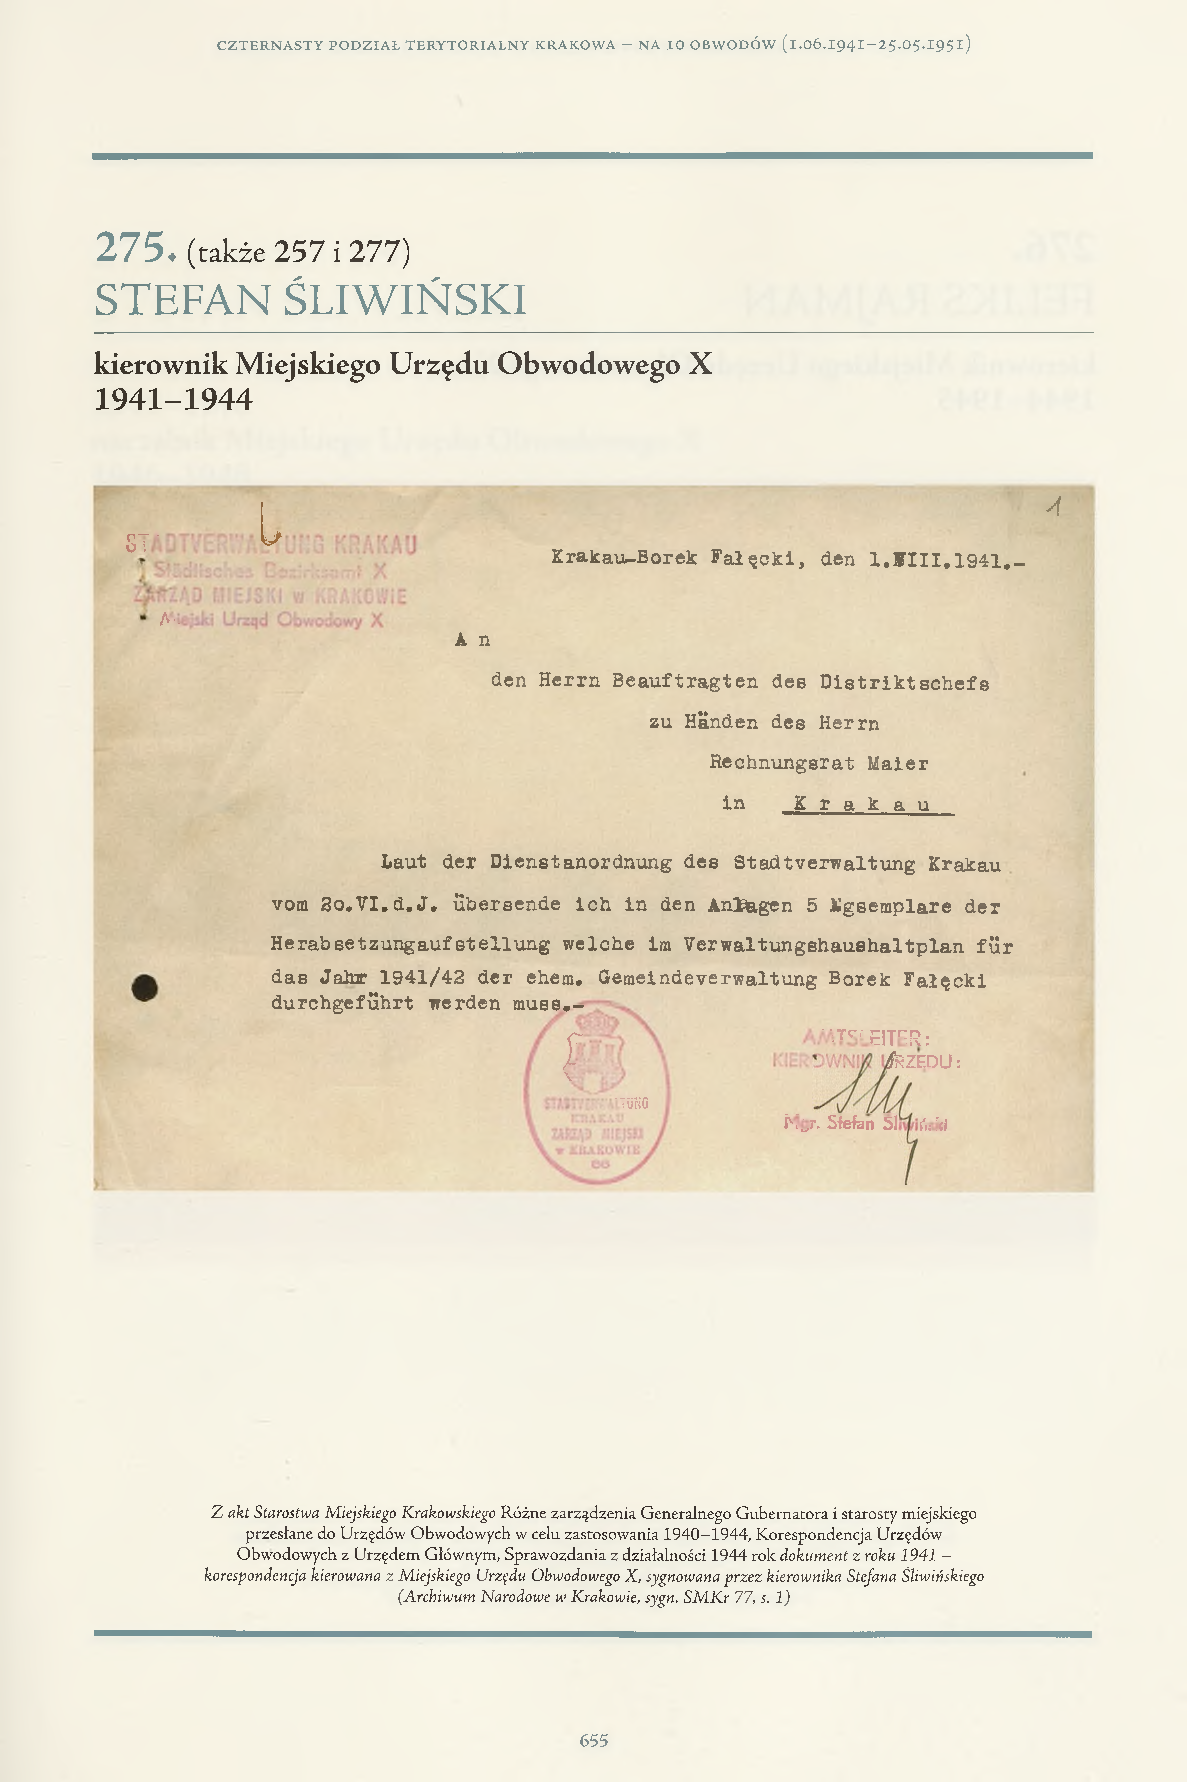 CZTERNASTY PODZIAŁ TERYTORIALNY KRAKOWA – NA 10 OBWODÓW (1.06.1941–25.05.1951)
275. (także 257 i 277)
STEFAN ŚLIWIŃSKI
kierownik Miejskiego Urzędu Obwodowego X
1941–1944
1
STADTVERWALTUNG KRAKAU
Städtisches Bezirksamt X
ZARZĄD MIEJSKI w KRAKOWIE
Miejski Urząd Obwodowy X
Krakau-Borek Fałęcki, den 1.VIII.1941.-
A n
den Herrn Beauftragten des Distriktschefs
zu Händen des Herrn
Rechnungsrat Maier
in K r a k a u
Laut der Dienstanordnung des Stadtverwaltung Krakau
vom 2o.VI.d.J. übersende ich in den Anlagen 5 Egsemplare der
Herabsetzungaufstellung welche im Verwaltungshaushaltplan für
das Jahr 1941/42 der ehem. Gemeindeverwaltung Borek Fałęcki
durchgeführt werden muss.-
AMTSLEITER:
KIEROWNIK URZĘDU:
Mgr. Stefan Śliwiński
STADTVERWALTUNG
KRAKAU
ZARZĄD MIEJSKI
w KRAKOWIE
66
Z akt Starostwa Miejskiego Krakowskiego Różne zarządzenia Generalnego Gubernatora i starosty miejskiego
przesłane do Urzędów Obwodowych w celu zastosowania 1940–1944, Korespondencja Urzędów
Obwodowych z Urzędem Głównym, Sprawozdania z działalności 1944 rok dokument z roku 1941 –
korespondencja kierowana z Miejskiego Urzędu Obwodowego X, sygnowana przez kierownika Stefana Śliwińskiego
(Archiwum Narodowe w Krakowie, sygn. SMKr 77, s. 1)
655